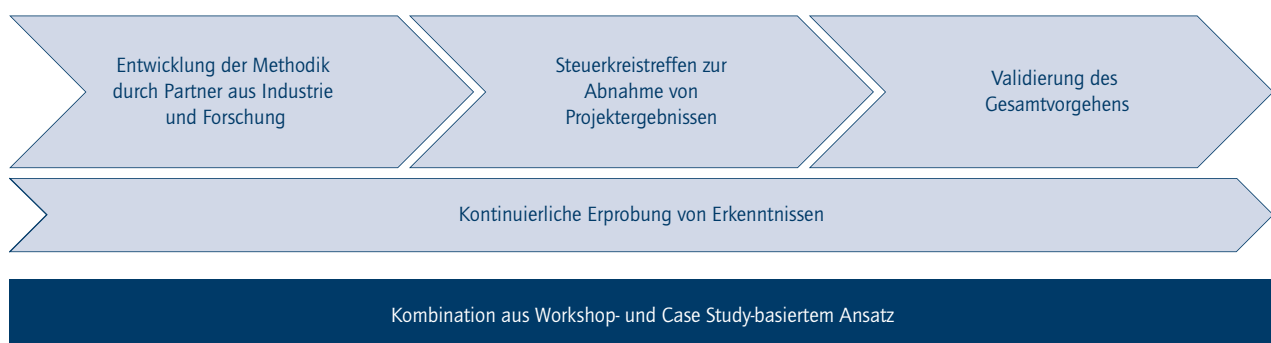 Entwicklung der Methodik
durch Partner aus Industrie
und Forschung
Steuerkreistreffen zur
Abnahme von
Projektergebnissen
Validierung des
Gesamtvorgehens
Kontinuierliche Erprobung von Erkenntnissen
Kombination aus Workshop- und Case Study-basiertem Ansatz